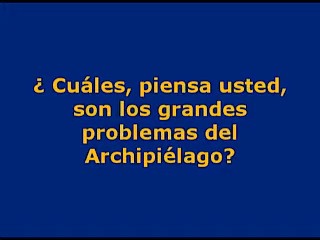 ¿ Cuáles, piensa usted,
son los grandes
problemas del
Archipiélago?